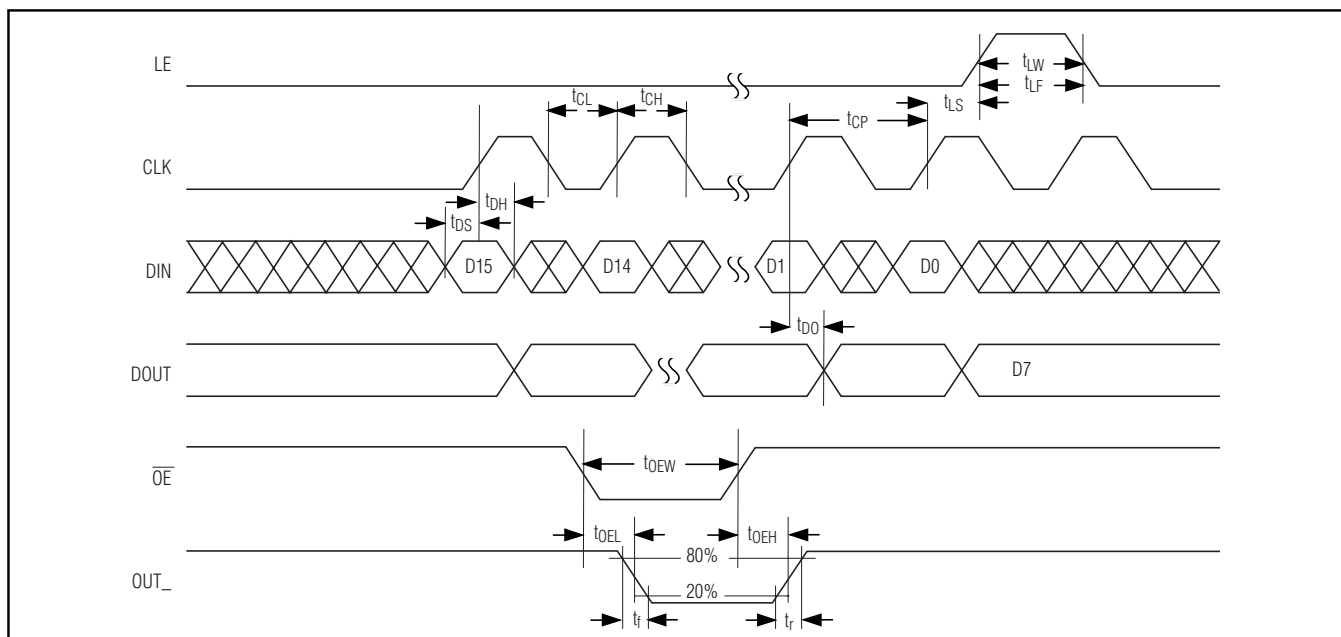 LE
tLW
tLF
tCL
tCH
tLS
tCP
CLK
tDH
tDS
DIN
D15
D14
D1
D0
tDO
DOUT
D7
OE
tOEW
tOEL
tOEH
80%
OUT_
20%
tf
tr